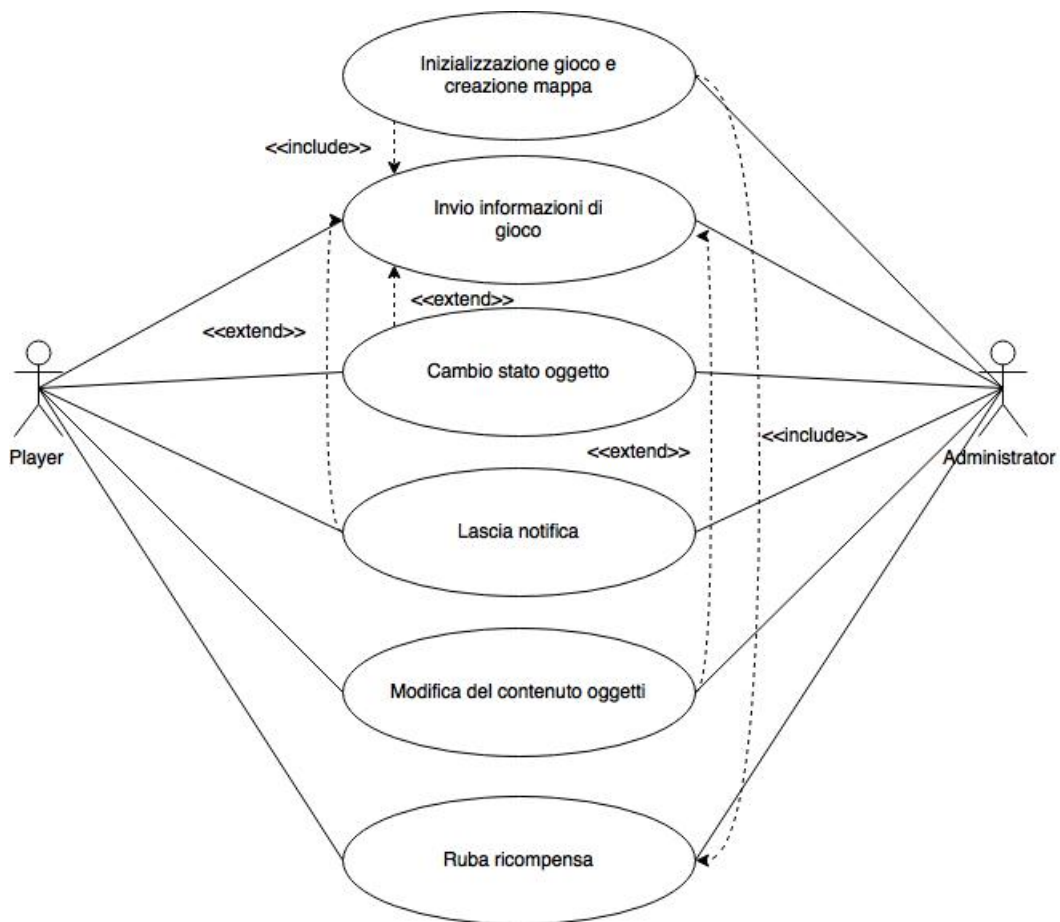 Inizializzazione gioco e
creazione mappa
<<include>>
Invio informazioni di
gioco
<<extend>>
<<extend>>
Cambio stato oggetto
<<extend>>
<<include>>
Player
Administrator
Lascia notifica
Modifica del contenuto oggetti
Ruba ricompensa